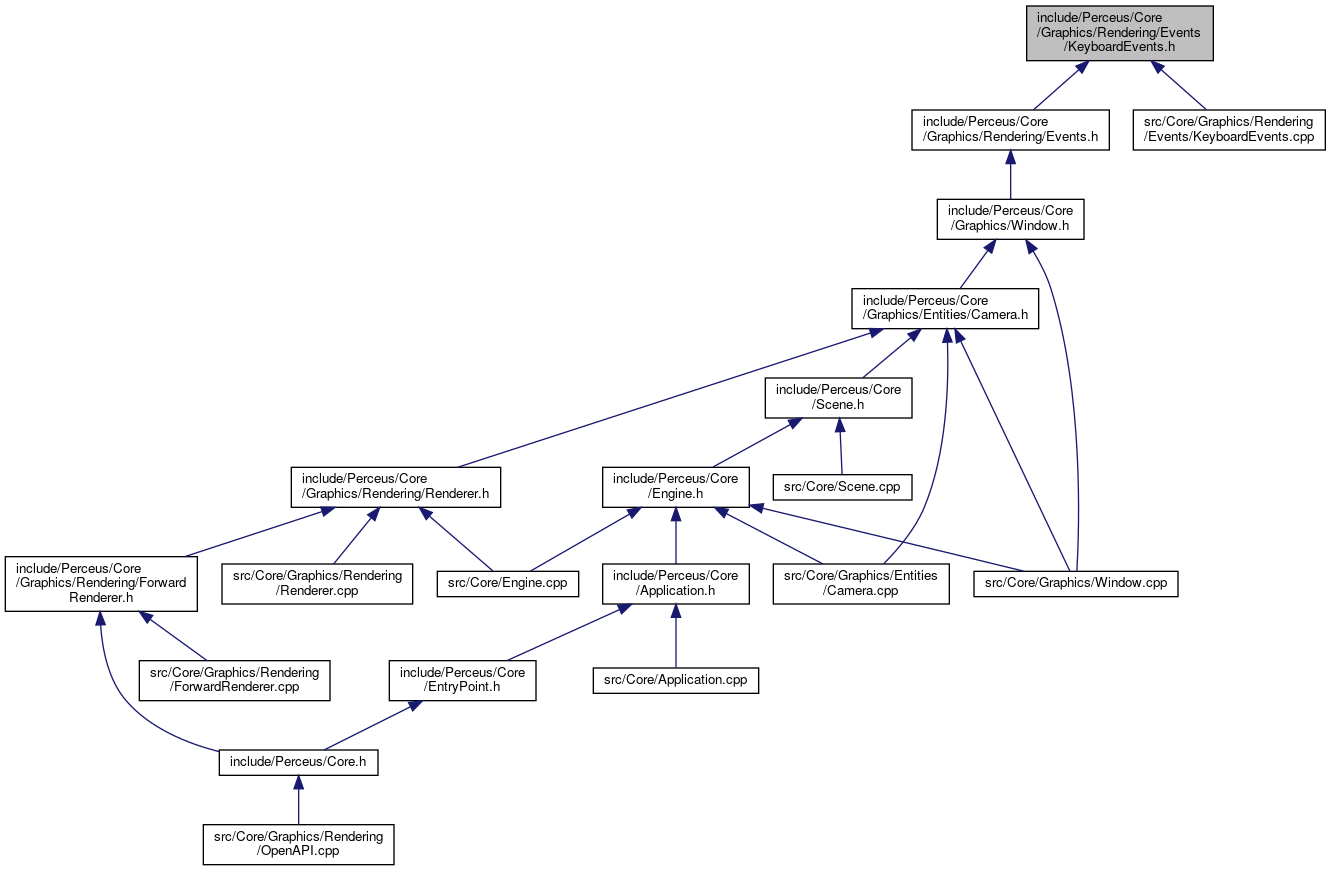 include/Perceus/Core
/Graphics/Rendering/Events
/KeyboardEvents.h
include/Perceus/Core
/Graphics/Rendering/Events.h
src/Core/Graphics/Rendering
/Events/KeyboardEvents.cpp
include/Perceus/Core
/Graphics/Window.h
include/Perceus/Core
/Graphics/Entities/Camera.h
include/Perceus/Core
/Scene.h
include/Perceus/Core
/Graphics/Rendering/Renderer.h
include/Perceus/Core
/Engine.h
src/Core/Scene.cpp
include/Perceus/Core
/Graphics/Rendering/Forward
Renderer.h
src/Core/Graphics/Rendering
/Renderer.cpp
src/Core/Engine.cpp
include/Perceus/Core
/Application.h
src/Core/Graphics/Entities
/Camera.cpp
src/Core/Graphics/Window.cpp
src/Core/Graphics/Rendering
/ForwardRenderer.cpp
include/Perceus/Core
/EntryPoint.h
src/Core/Application.cpp
include/Perceus/Core.h
src/Core/Graphics/Rendering
/OpenAPI.cpp